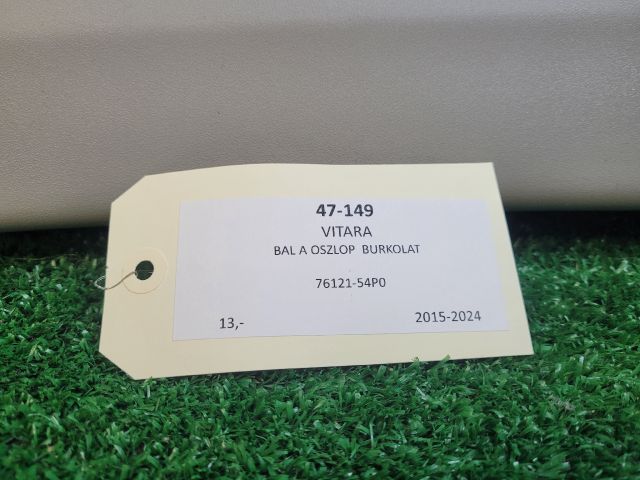 47-149
VITARA
BAL A OSZLOP BURKOLAT
76121-54P0
13,- 2015-2024